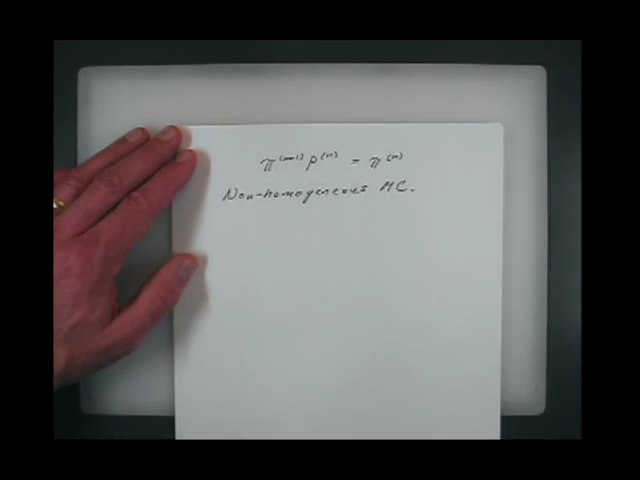 π^(n-1) P^(n) = π^(n)
Non-homogeneous MC.